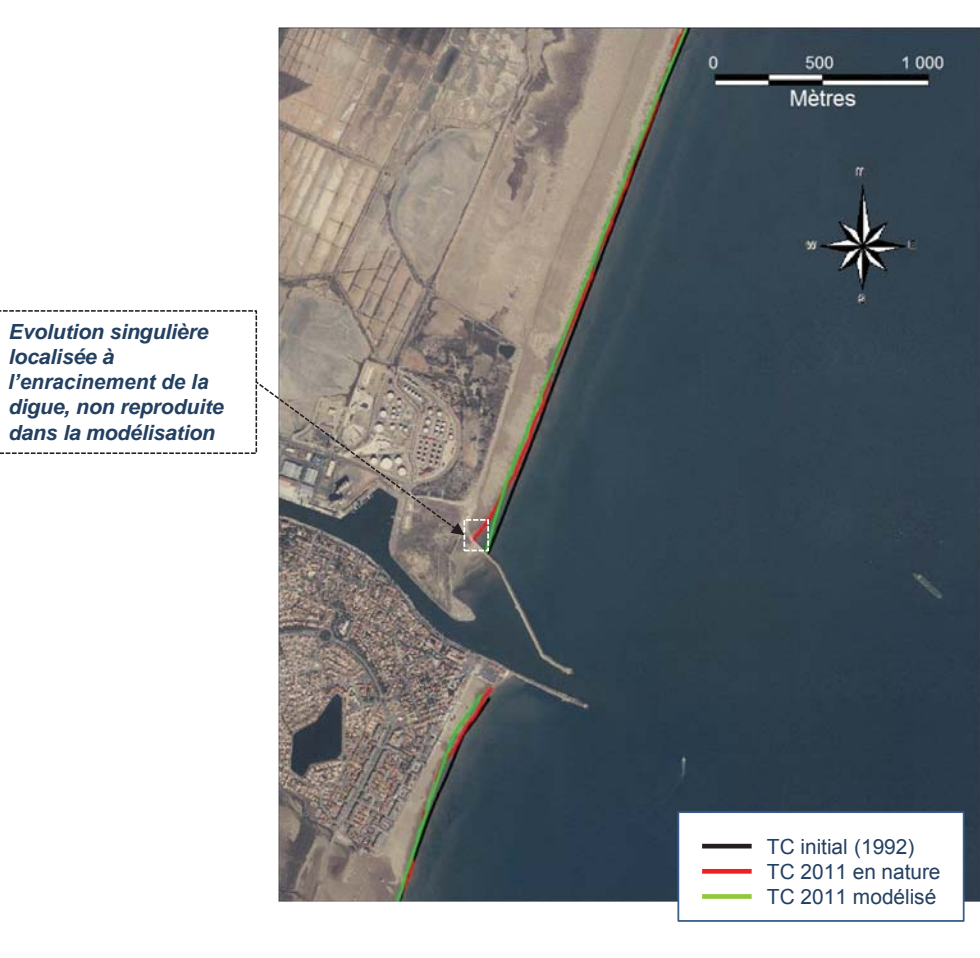 0 500 1 000
Mètres
Evolution singulière
localisée à
l'enracinement de la
digue, non reproduite
dans la modélisation
TC initial (1992)
TC 2011 en nature
TC 2011 modélisé